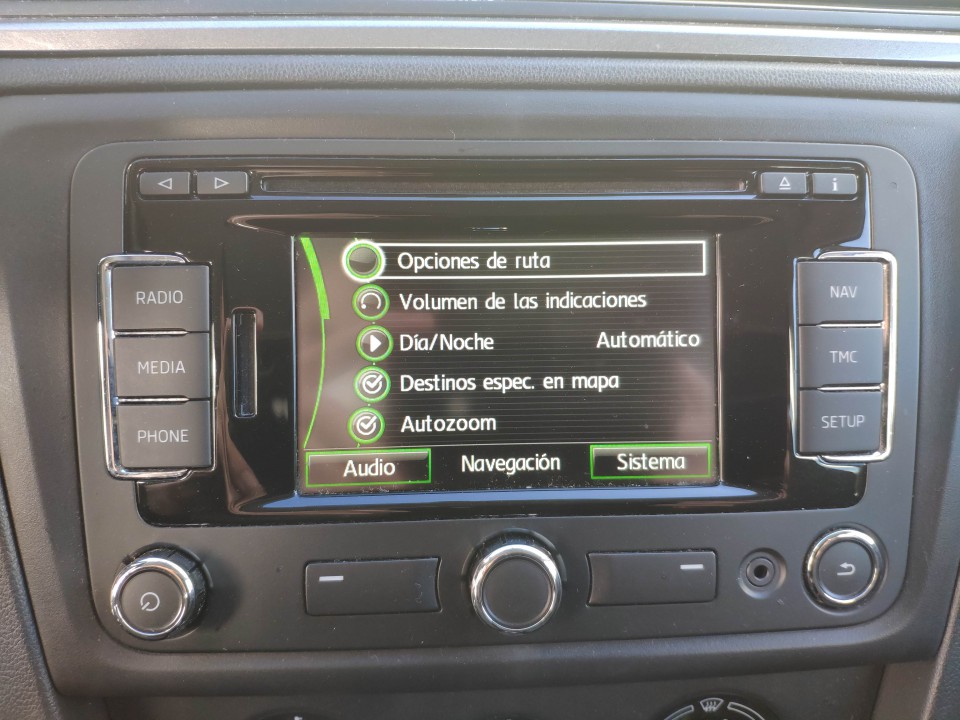 i
RADIO
MEDIA
PHONE
Opciones de ruta
Volumen de las indicaciones
Día/Noche Automático
Destinos espec. en mapa
Autozoom
Audio Navegación Sistema
NAV
TMC
SETUP